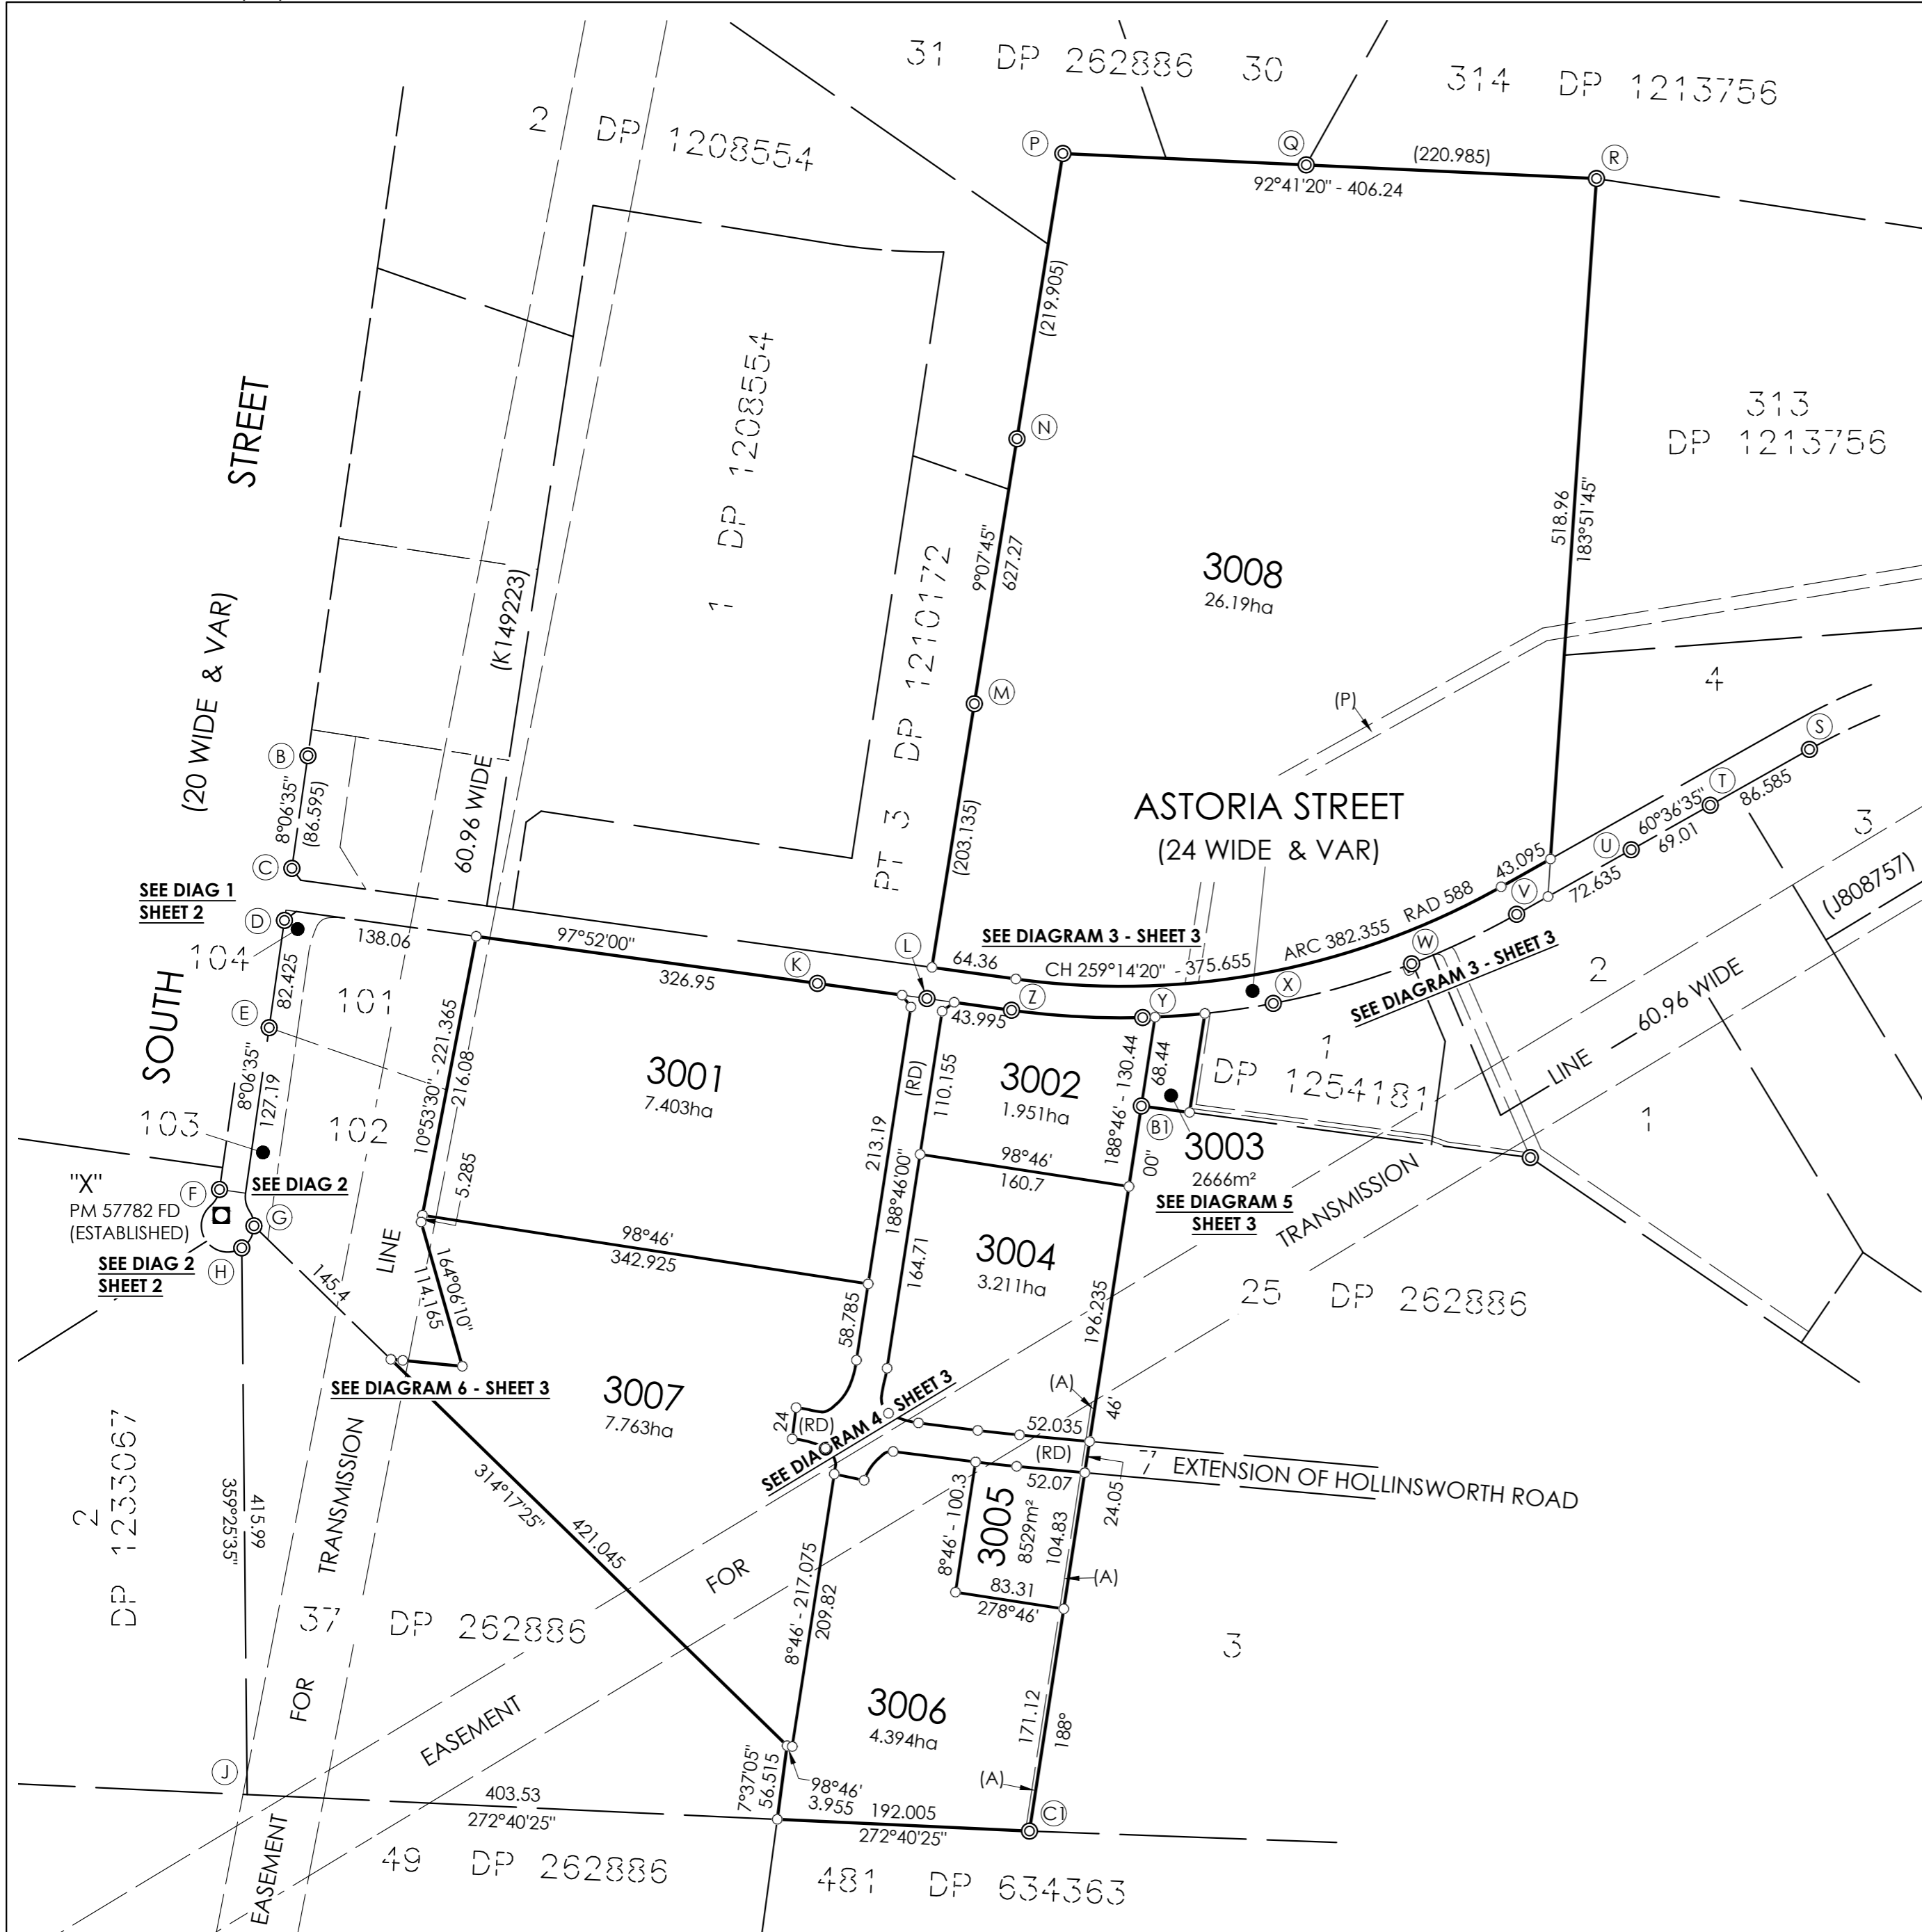 31 DP 262886 30
314 DP 1213756
2 DP 1208554
P
Q
(220.985)
R
92°41'20" - 406.24
(219.905)
N
313
DP 1213756
STREET
1 DP 1208554
518.96
183°51'45"
9°07'45"
627.27
3008
26.19ha
(K149223)
(20 WIDE & VAR)
PT 3 DP 1210172
4
M
(P)
S
B
60.96 WIDE
8°06'35"
(86.595)
ASTORIA STREET
(24 WIDE & VAR)
T
86.585
60°36'35"
69.01
U
3
(203.135)
C
43.095
V
72.635
(J808757)
SEE DIAG 1
SHEET 2
D
104
138.06
97°52'00"
L
SEE DIAGRAM 3 - SHEET 3
ARC 382.355 RAD 588
W
64.36
CH 259°14'20" - 375.655
K
326.95
X
SEE DIAGRAM 3 - SHEET 3
2
60.96 WIDE
82.425
SOUTH
E
101
Z
Y
43.995
3001
7.403ha
(RD)
110.155
3002
1.951ha
188°46' - 130.44
68.44
1
DP 1254181
LINE
1
10°53'30" - 221.365
216.08
8°06'35"
127.19
103
102
213.19
B1
3003
2666m²
SEE DIAGRAM 5
SHEET 3
00"
98°46'
160.7
TRANSMISSION
"X"
PM 57782 FD
(ESTABLISHED)
F
SEE DIAG 2
G
5.285
188°46'00"
SEE DIAG 2
SHEET 2
H
LINE
98°46'
342.925
3004
3.211ha
164.71
164°06'10"
114.165
145.4
25 DP 262886
196.235
58.785
SEE DIAGRAM 6 - SHEET 3
3007
7.763ha
(A)
46'
24
(RD)
SEE DIAGRAM 4 - SHEET 3
52.035
(RD)
7 EXTENSION OF HOLLINSWORTH ROAD
52.07
24.05
2
DP 1233067
415.99
359°25'35"
TRANSMISSION
314°17'25"
421.045
8°46' - 100.3
3005
8529m²
104.83
(A)
83.31
278°46'
FOR
8°46' - 217.075
209.82
37 DP 262886
3
FOR
EASEMENT
3006
4.394ha
171.12
188°
J
403.53
272°40'25"
7°37'05"
56.515
98°46'
3.955
192.005
272°40'25"
(A)
C1
EASEMENT
49 DP 262886
481 DP 634363